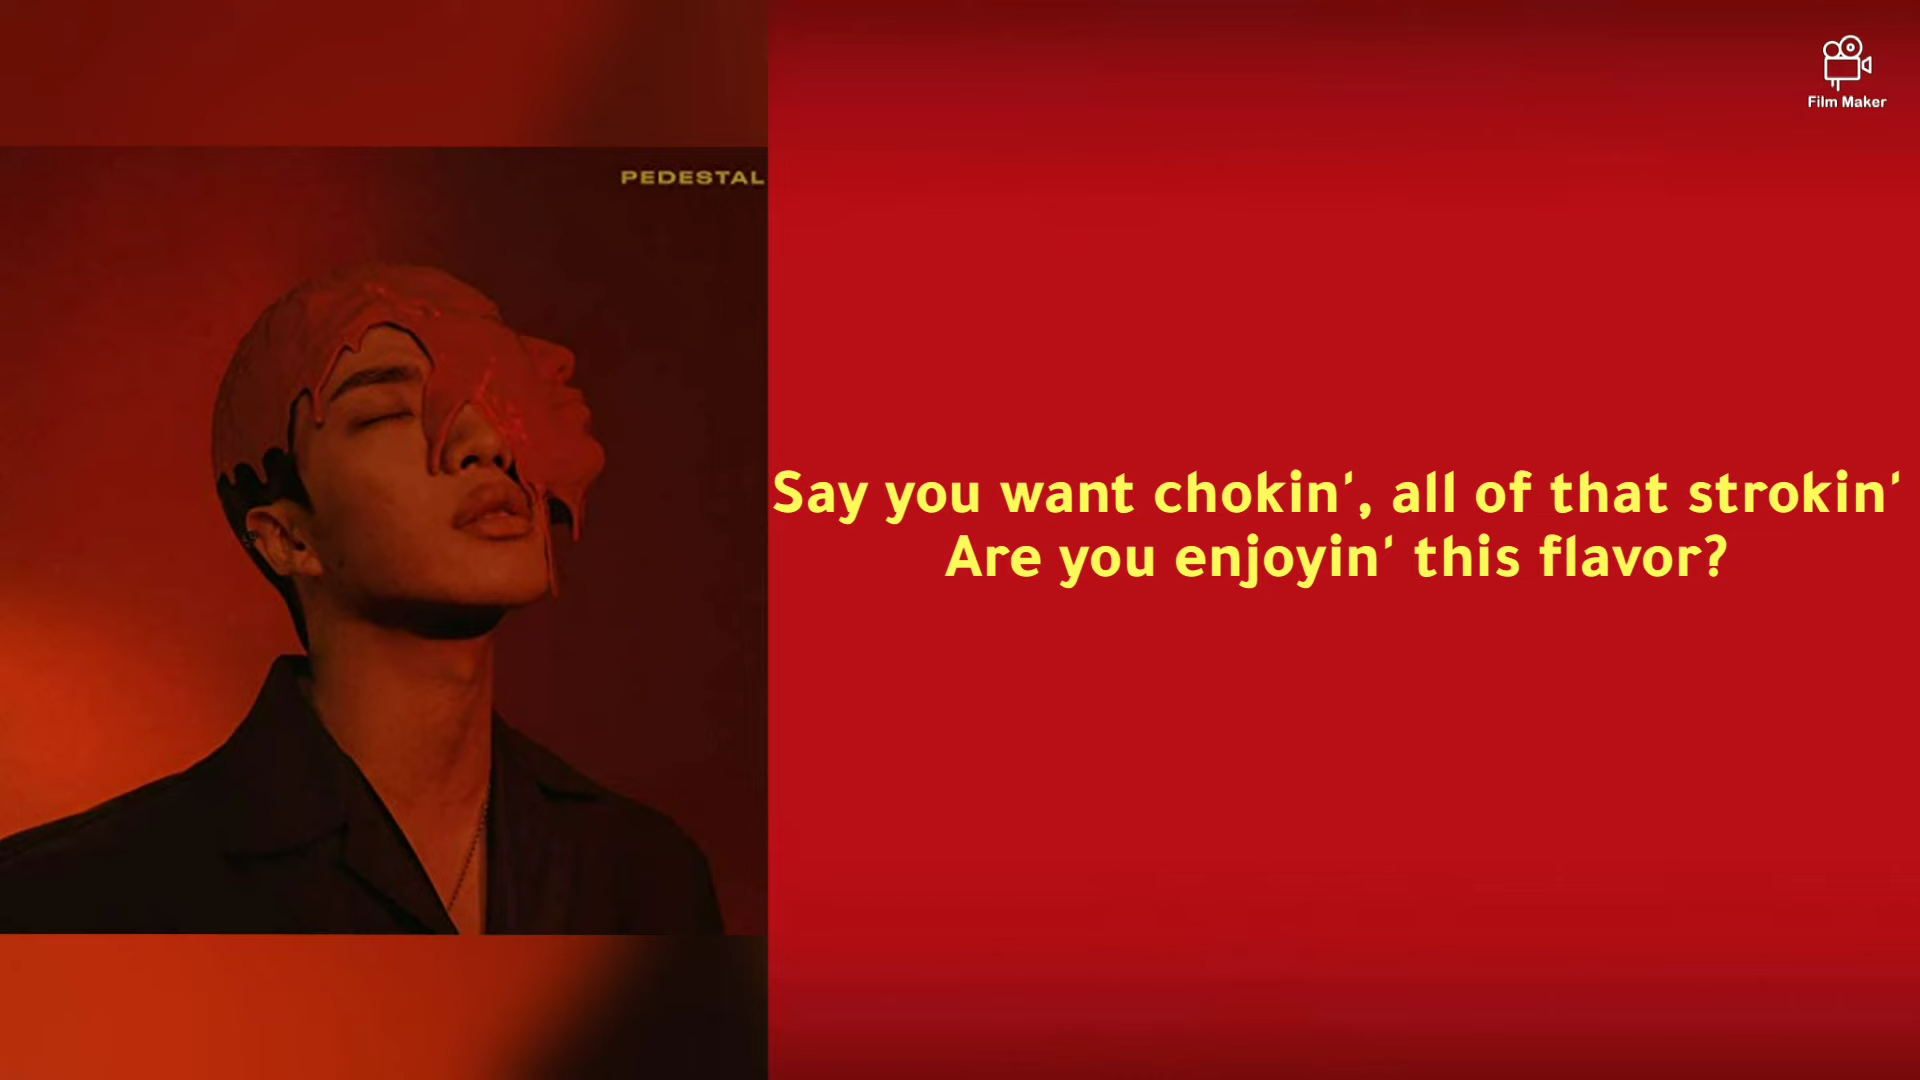 Film Maker
PEDESTAL
Say you want chokin', all of that strokin'
Are you enjoyin' this flavor?